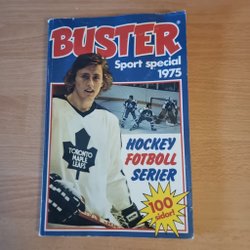 BUSTER
Sport special
1975
TORONTO
MAPLE
LEAFS
HOCKEY
FOTBOLL
SERIER
100
sidor!